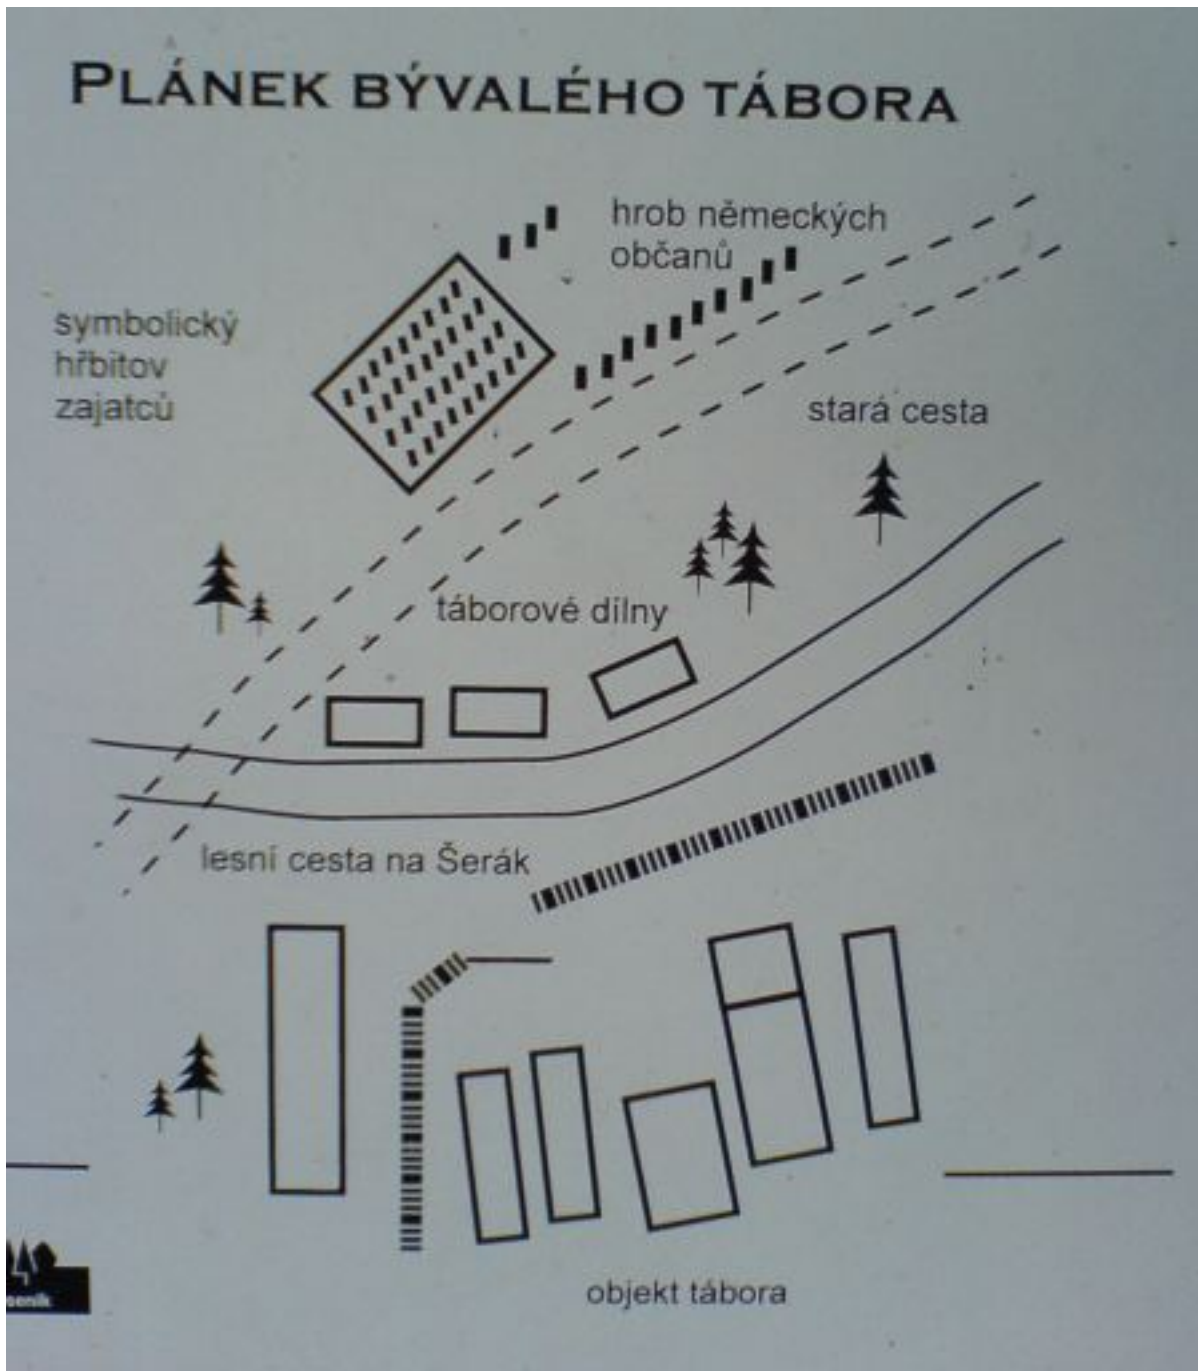 PLÁNEK BÝVALÉHO TÁBORA
hrob německých
občanů
symbolický
hřbitov
zajatců
stará cesta
táborové dílny
lesní cesta na Šerák
objekt tábora